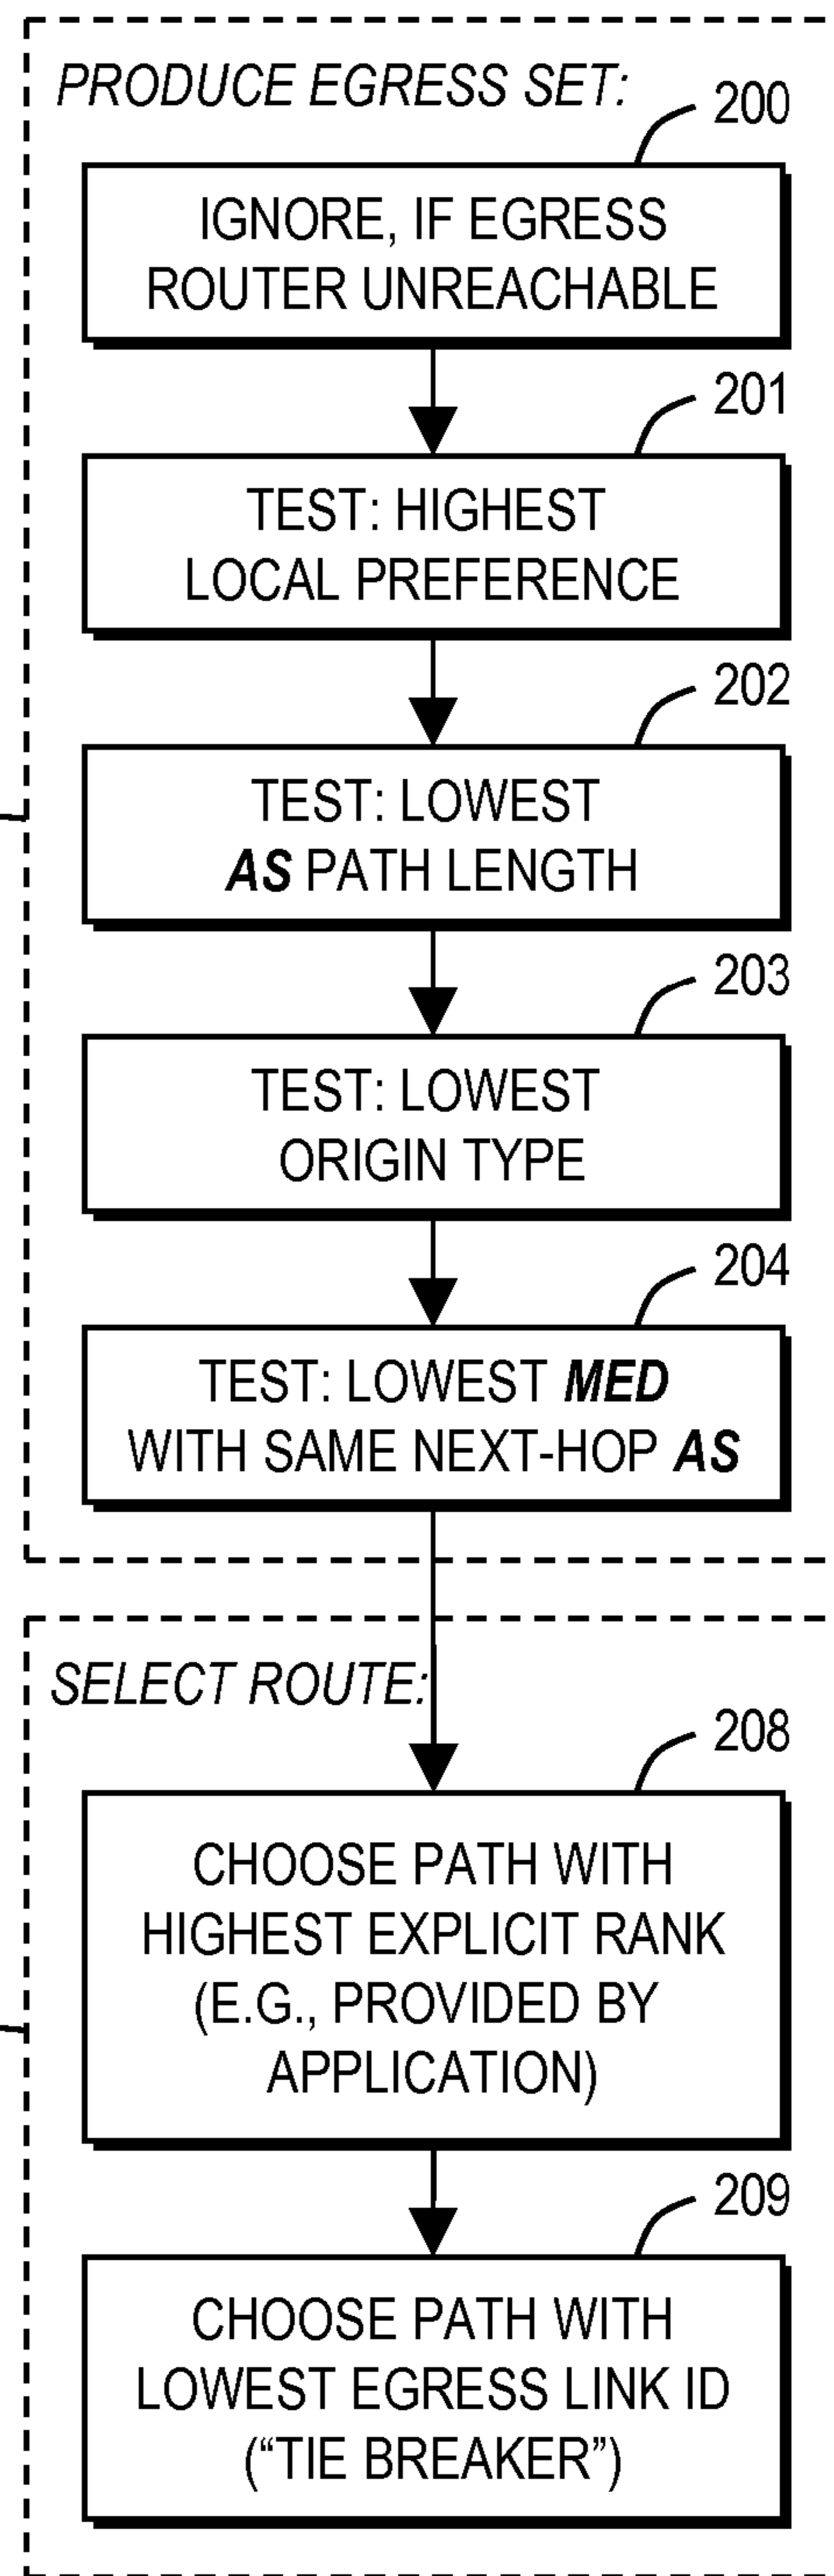 PRODUCE EGRESS SET:
200
IGNORE, IF EGRESS
ROUTER UNREACHABLE
201
TEST: HIGHEST
LOCAL PREFERENCE
202
TEST: LOWEST
AS PATH LENGTH
203
TEST: LOWEST
ORIGIN TYPE
204
TEST: LOWEST MED
WITH SAME NEXT-HOP AS
SELECT ROUTE:
208
CHOOSE PATH WITH
HIGHEST EXPLICIT RANK
(E.G., PROVIDED BY
APPLICATION)
209
CHOOSE PATH WITH
LOWEST EGRESS LINK ID
(“TIE BREAKER”)